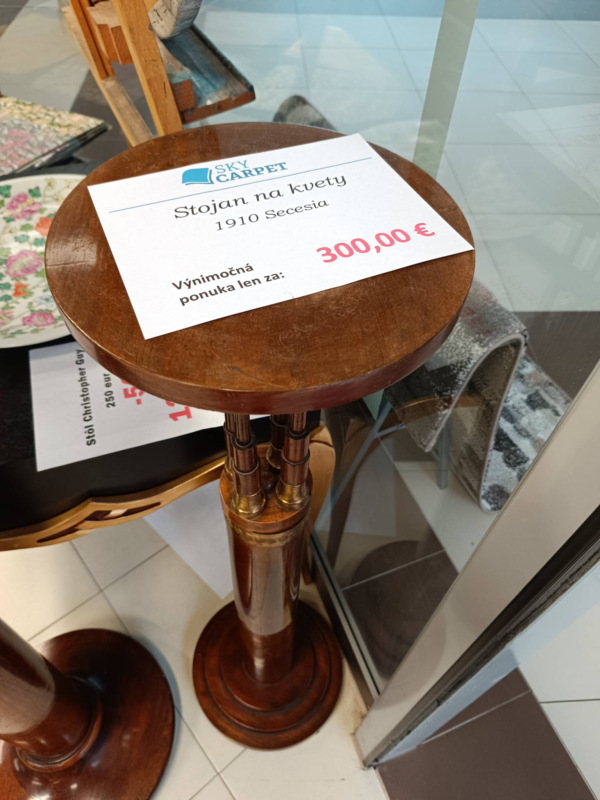 SKY
CARPET
Stojan na kvety
1910 Secesia
300,00 €
Výnimočná
ponuka len za:
Stôl Christopher Guy
250 eur